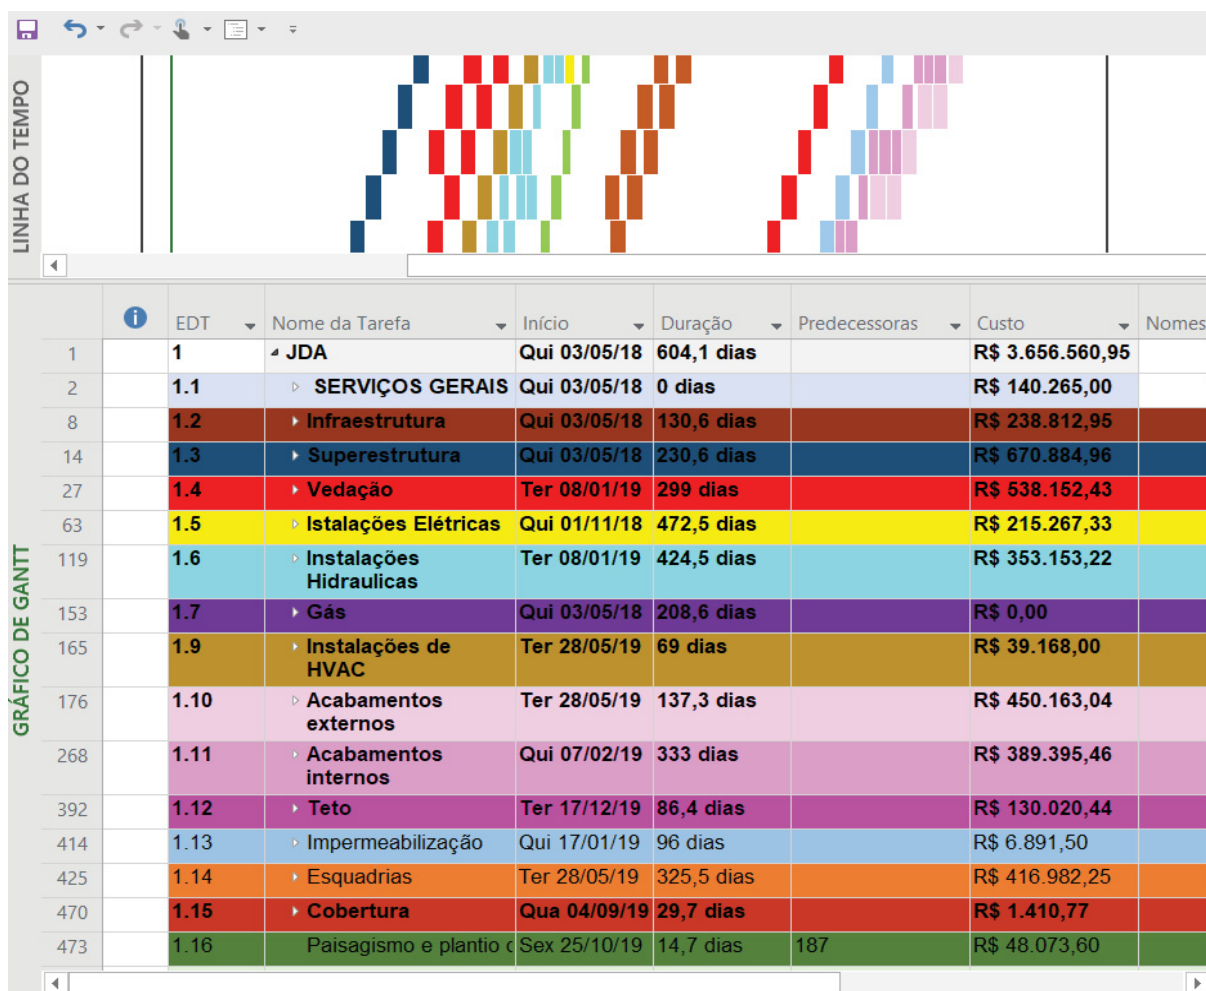 LINHA DO TEMPO
GRÁFICO DE GANTT
EDT Nome da Tarefa Início Duração Predecessoras Custo Nomes
1 1 JDA Qui 03/05/18 604,1 dias R$ 3.656.560,95
2 1.1 SERVIÇOS GERAIS Qui 03/05/18 0 dias R$ 140.265,00
8 1.2 Infraestrutura Qui 03/05/18 130,6 dias R$ 238.812,95
14 1.3 Superestrutura Qui 03/05/18 230,6 dias R$ 670.884,96
27 1.4 Vedação Ter 08/01/19 299 dias R$ 538.152,43
63 1.5 Istalações Elétricas Qui 01/11/18 472,5 dias R$ 215.267,33
119 1.6 Instalações Ter 08/01/19 424,5 dias R$ 353.153,22
Hidraulicas
153 1.7 Gás Qui 03/05/18 208,6 dias R$ 0,00
165 1.9 Instalações de Ter 28/05/19 69 dias R$ 39.168,00
HVAC
176 1.10 Acabamentos Ter 28/05/19 137,3 dias R$ 450.163,04
externos
268 1.11 Acabamentos Qui 07/02/19 333 dias R$ 389.395,46
internos
392 1.12 Teto Ter 17/12/19 86,4 dias R$ 130.020,44
414 1.13 Impermeabilização Qui 17/01/19 96 dias R$ 6.891,50
425 1.14 Esquadrias Ter 28/05/19 325,5 dias R$ 416.982,25
470 1.15 Cobertura Qua 04/09/19 29,7 dias R$ 1.410,77
473 1.16 Paisagismo e plantio Sex 25/10/19 14,7 dias 187 R$ 48.073,60